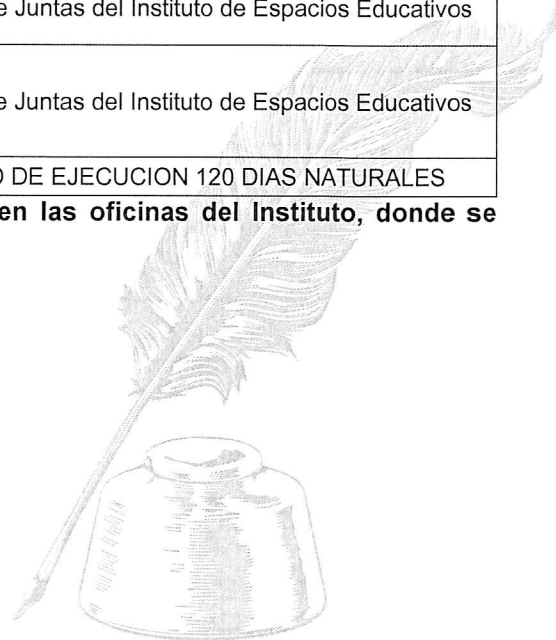 e Juntas del Instituto de Espacios Educativos
e Juntas del Instituto de Espacios Educativos
O DE EJECUCION 120 DIAS NATURALES
en las oficinas del Instituto, donde se